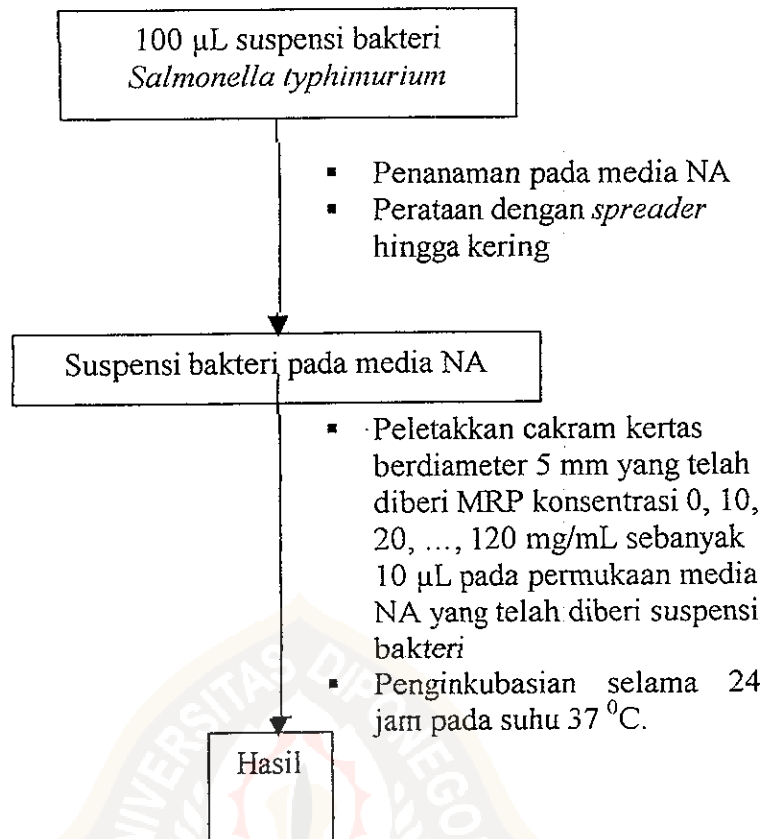 100 µL suspensi bakteri
Salmonella typhimurium
▪ Penanaman pada media NA
▪ Perataan dengan spreader
hingga kering
Suspensi bakteri pada media NA
▪ Peletakkan cakram kertas
berdiameter 5 mm yang telah
diberi MRP konsentrasi 0, 10,
20, ..., 120 mg/mL sebanyak
10 µL pada permukaan media
NA yang telah diberi suspensi
bakteri
▪ Penginkubasian selama 24
jam pada suhu 37 ⁰C.
Hasil
UNIVERSITAS DIPONEGO